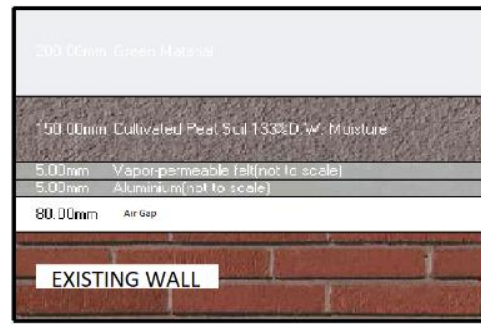 200.00mm Green Material
150.00mm Cultivated Peat Soil 133%D.W. Moisture
5.00mm Vapor-permeable felt(not to scale)
5.00mm Aluminium(not to scale)
80.00mm Air Gap
EXISTING WALL